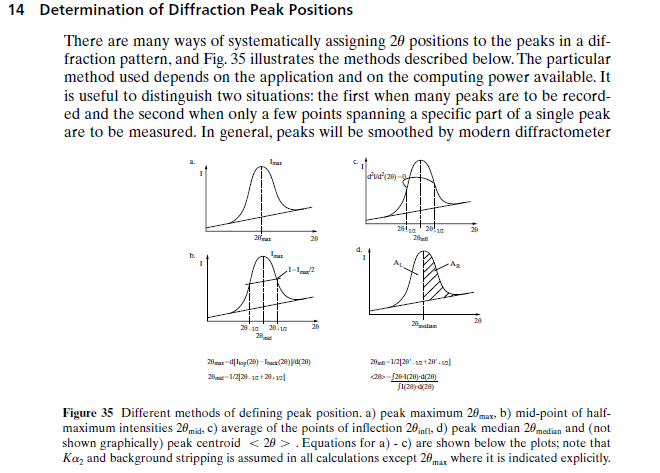 14 Determination of Diffraction Peak Positions
There are many ways of systematically assigning 2θ positions to the peaks in a dif-
fraction pattern, and Fig. 35 illustrates the methods described below. The particular
method used depends on the application and on the computing power available. It
is useful to distinguish two situations: the first when many peaks are to be record-
ed and the second when only a few points spanning a specific part of a single peak
are to be measured. In general, peaks will be smoothed by modern diffractometer
a.
I
Imax
2θmax
2θ
c.
I
d²I/d²(2θ)=0
2θ'-1/2 2θ'+1/2
2θinfl
2θ
b.
I
Imax
I=Imax/2
2θ-1/2 2θ+1/2
2θmid
2θ
d.
I
AL
AR
2θmedian
2θ
2θmid=1/2[2θ-1/2+2θ+1/2]
2θinfl=1/2[2θ'-1/2+2θ'+1/2]
<2θ>=∫2θ·I(2θ)·d(2θ)
∫I(2θ)·d(2θ)
Figure 35 Different methods of defining peak position. a) peak maximum 2θmax, b) mid-point of half-
maximum intensities 2θmid, c) average of the points of inflection 2θinfl, d) peak median 2θmedian and (not
shown graphically) peak centroid < 2θ > . Equations for a) - c) are shown below the plots; note that
Kα₂ and background stripping is assumed in all calculations except 2θmax where it is indicated explicitly.